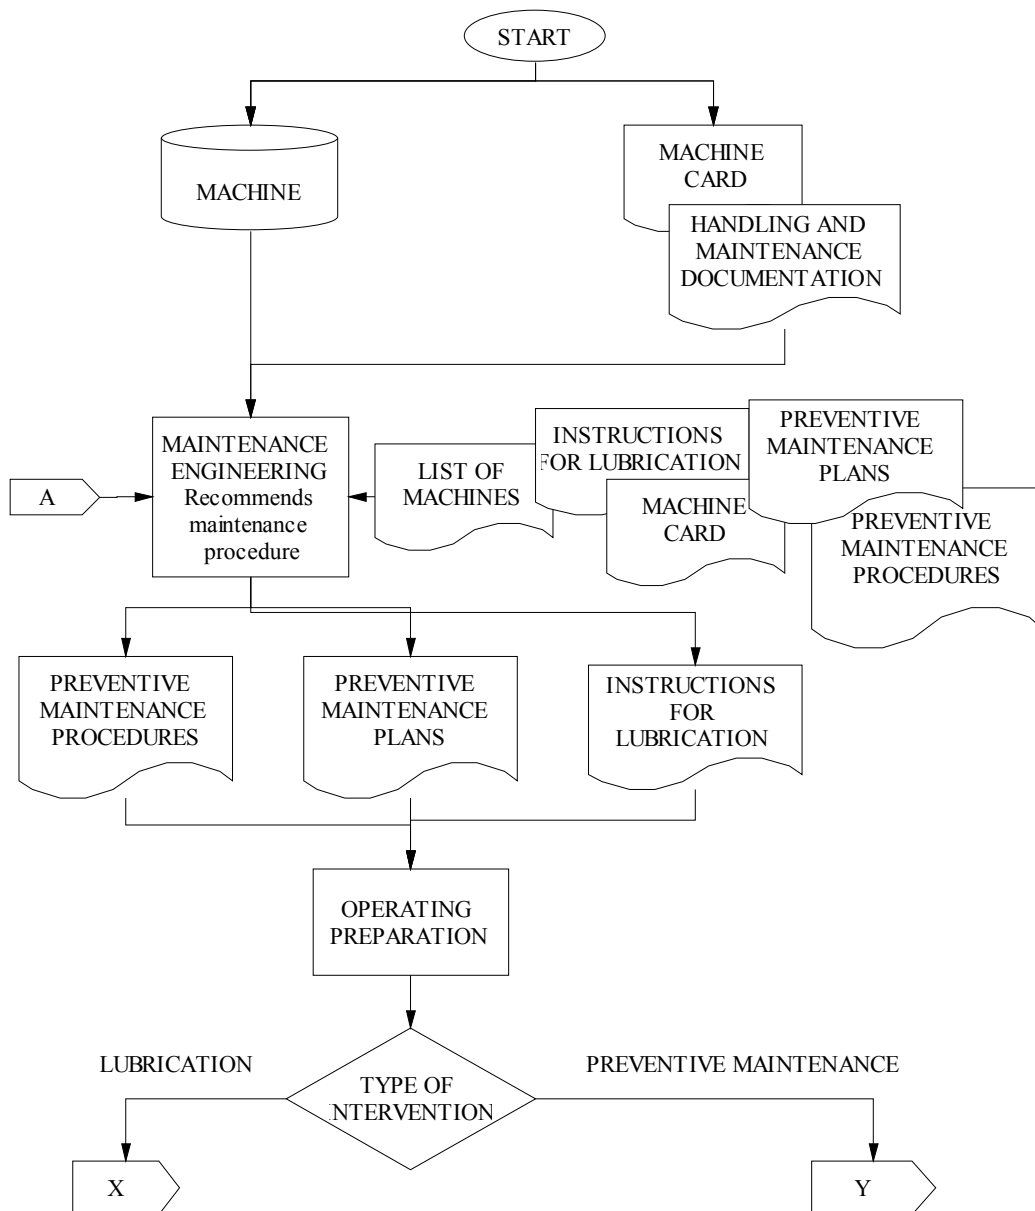 START
MACHINE
MACHINE
CARD
HANDLING AND
MAINTENANCE
DOCUMENTATION
A
MAINTENANCE
ENGINEERING
Recommends
maintenance
procedure
LIST OF
MACHINES
INSTRUCTIONS
FOR LUBRICATION
MACHINE
CARD
PREVENTIVE
MAINTENANCE
PLANS
PREVENTIVE
MAINTENANCE
PROCEDURES
PREVENTIVE
MAINTENANCE
PROCEDURES
PREVENTIVE
MAINTENANCE
PLANS
INSTRUCTIONS
FOR
LUBRICATION
OPERATING
PREPARATION
LUBRICATION
TYPE OF
INTERVENTION
PREVENTIVE MAINTENANCE
X
Y